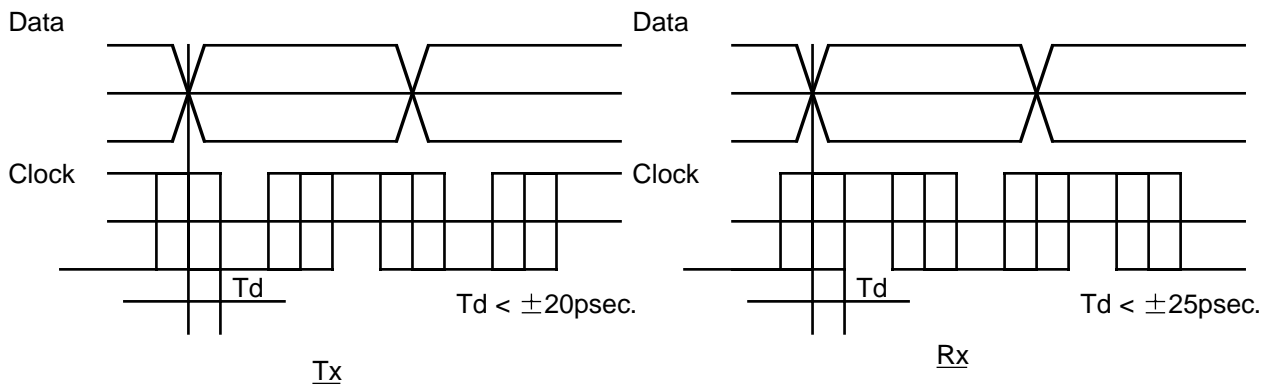 Data
Clock
Td
Td < ±20psec.
Tx
Data
Clock
Td
Td < ±25psec.
Rx